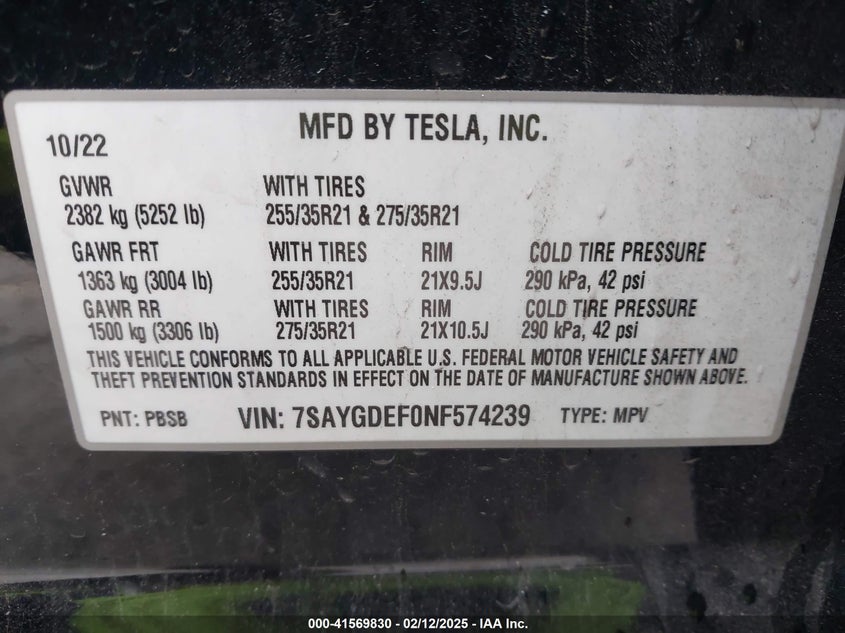 MFD BY TESLA, INC.
10/22
GVWR WITH TIRES
2382 kg (5252 lb) 255/35R21 & 275/35R21
GAWR FRT WITH TIRES RIM COLD TIRE PRESSURE
1363 kg (3004 lb) 255/35R21 21X9.5J 290 kPa, 42 psi
GAWR RR WITH TIRES RIM COLD TIRE PRESSURE
1500 kg (3306 lb) 275/35R21 21X10.5J 290 kPa, 42 psi
THIS VEHICLE CONFORMS TO ALL APPLICABLE U.S. FEDERAL MOTOR VEHICLE SAFETY AND
THEFT PREVENTION STANDARDS IN EFFECT ON THE DATE OF MANUFACTURE SHOWN ABOVE.
PNT: PBSB VIN: 7SAYGDEF0NF574239 TYPE: MPV
000-41569830 - 02/12/2025 - IAA Inc.